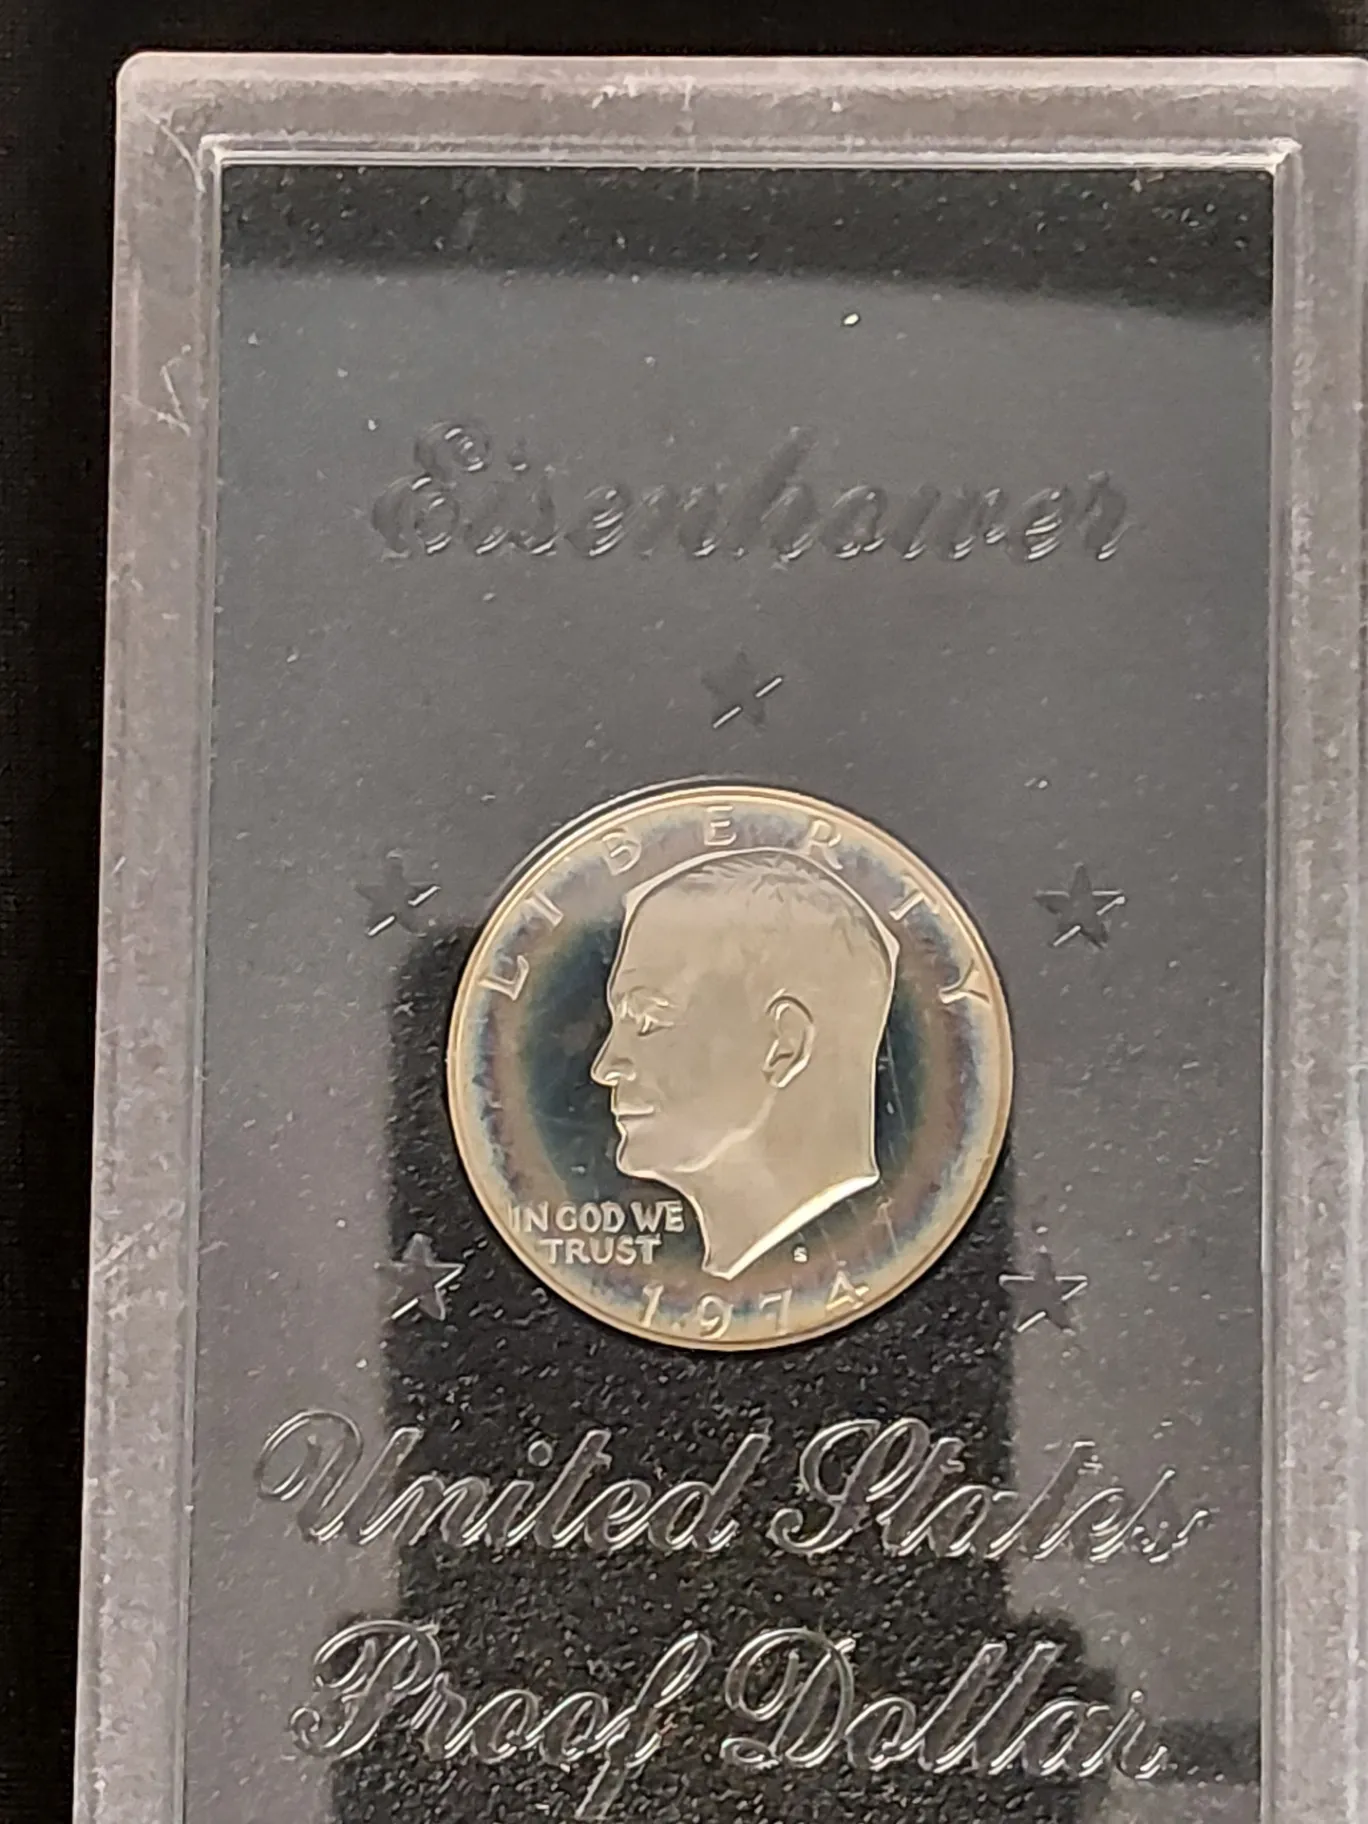 Eisenhower
LIBERTY
IN GOD WE
TRUST
S
1974
United States
Proof Dollar